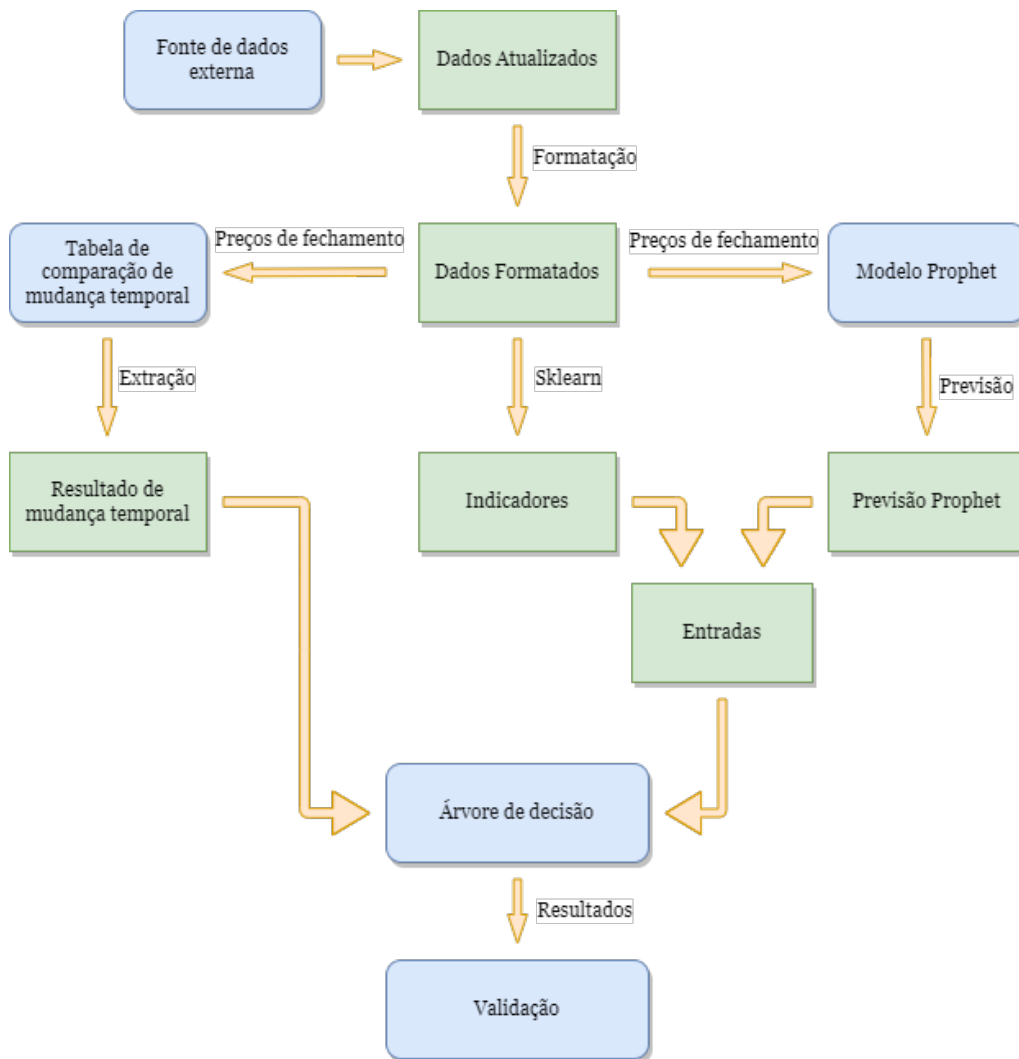 Fonte de dados
externa
Dados Atualizados
Formatação
Tabela de
comparação de
mudança temporal
Preços de fechamento
Dados Formatados
Preços de fechamento
Modelo Prophet
Extração
Sklearn
Previsão
Resultado de
mudança temporal
Indicadores
Previsão Prophet
Entradas
Árvore de decisão
Resultados
Validação